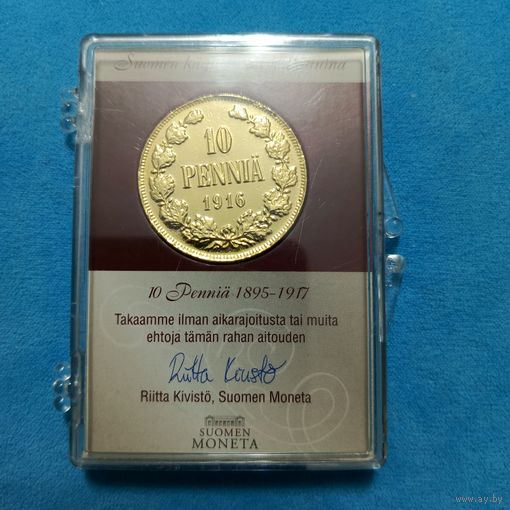 Suomen
10
PENNIÄ
1916
10 Penniä 1895-1917
Takaamme ilman aikarajoitusta tai muita
ehtoja tämän rahan aitouden
Riitta Kivistö
Riitta Kivistö, Suomen Moneta
SUOMEN
MONETA
www.ay.by